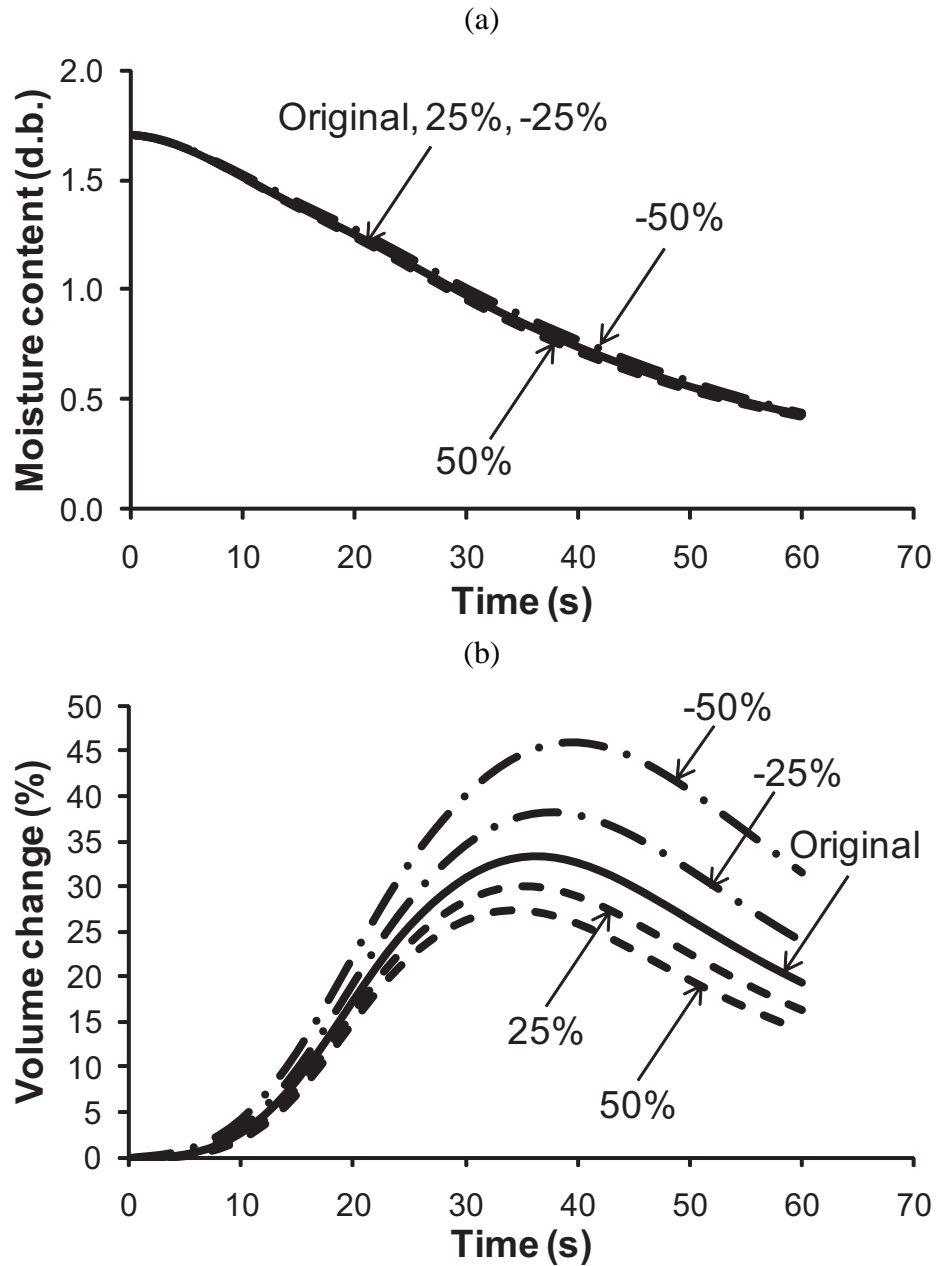 (a)
2.0
1.5
1.0
0.5
0.0
Moisture content (d.b.)
Original, 25%, -25%
-50%
50%
0 10 20 30 40 50 60 70
Time (s)
(b)
50
45
40
35
30
25
20
15
10
5
0
Volume change (%)
-50%
-25%
Original
25%
50%
0 10 20 30 40 50 60 70
Time (s)